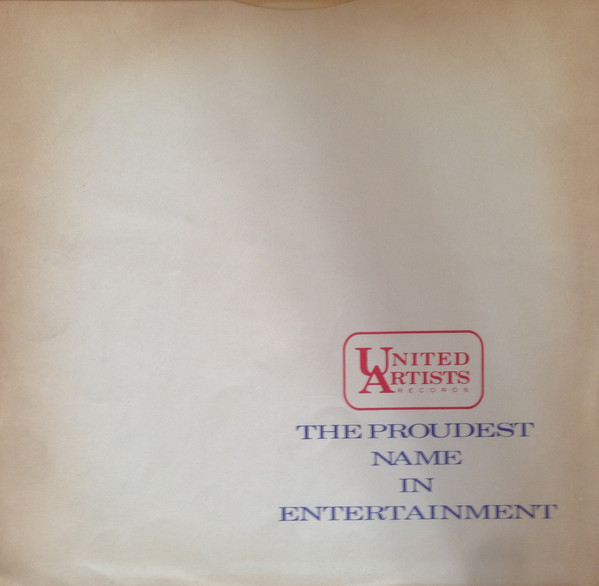 UNITED
ARTISTS
RECORDS
THE PROUDEST
NAME
IN
ENTERTAINMENT